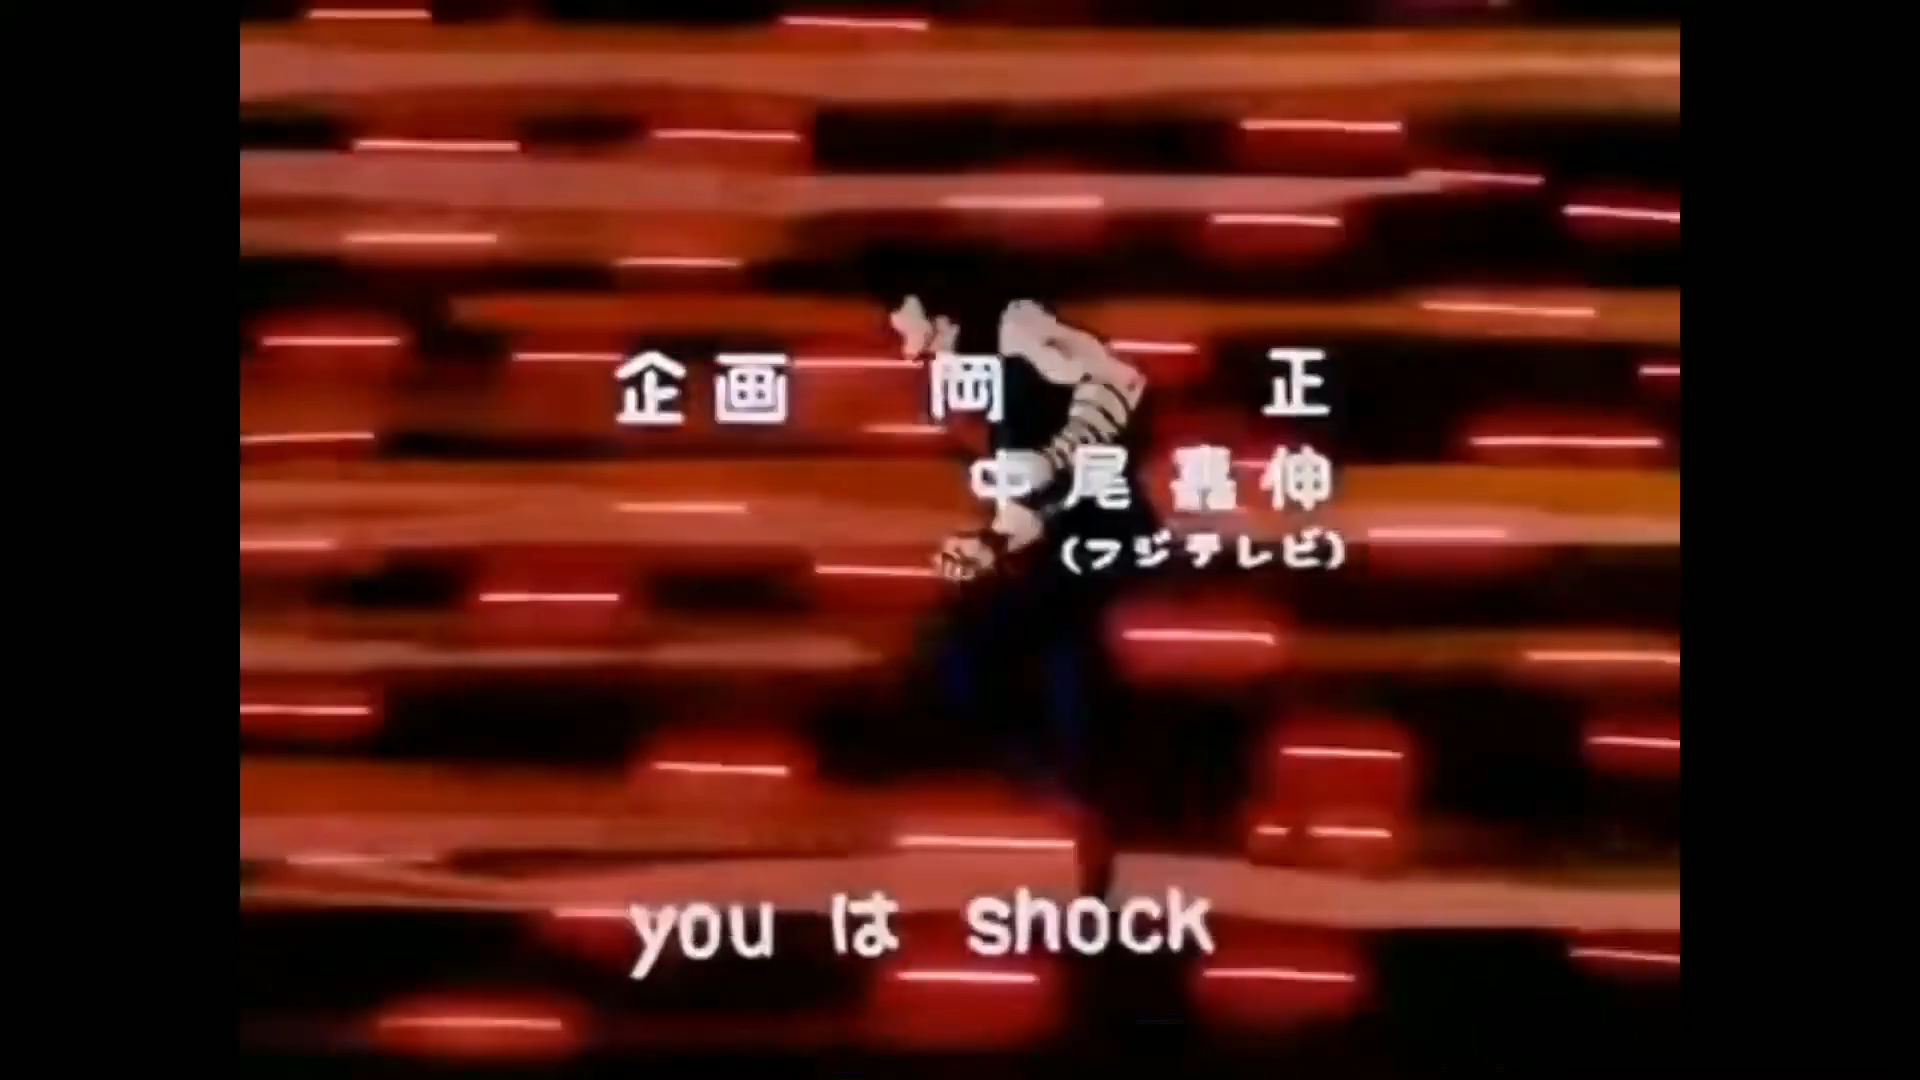 企画 岡 正
中尾嘉伸
(フジテレビ)
you は shock